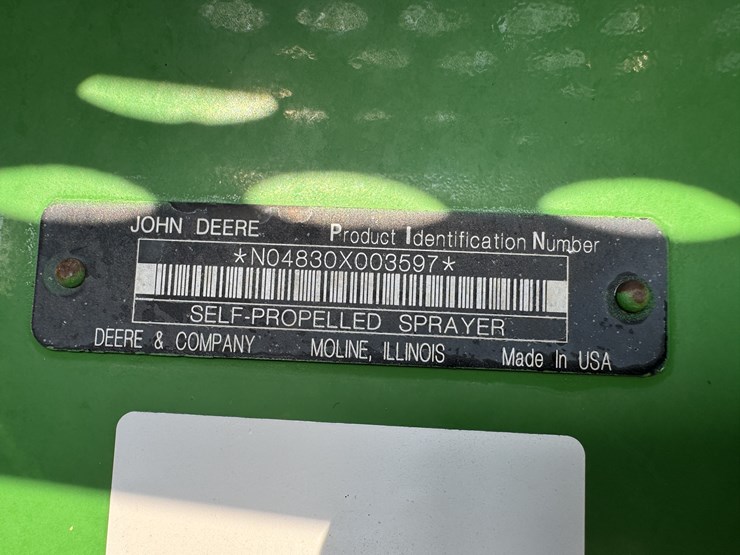 JOHN DEERE Product Identification Number
*N04830X003597*
SELF-PROPELLED SPRAYER
DEERE & COMPANY MOLINE, ILLINOIS Made In USA